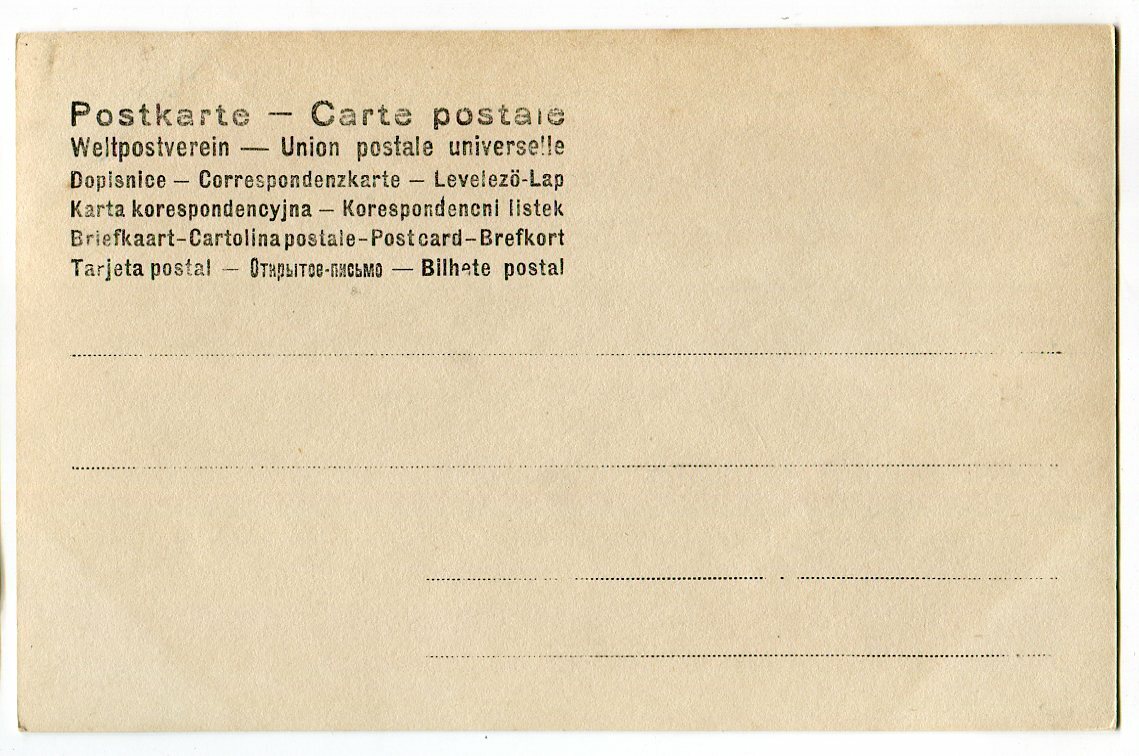 Postkarte — Carte postale
Weltpostverein — Union postale universelle
Dopisnice — Correspondenzkarte — Levelező-Lap
Karta korespondencyjna — Korespondencni listek
Briefkaart-Cartolina postale-Post card-Brefkort
Tarjeta postal — Открытое-письмо — Bilhete postal